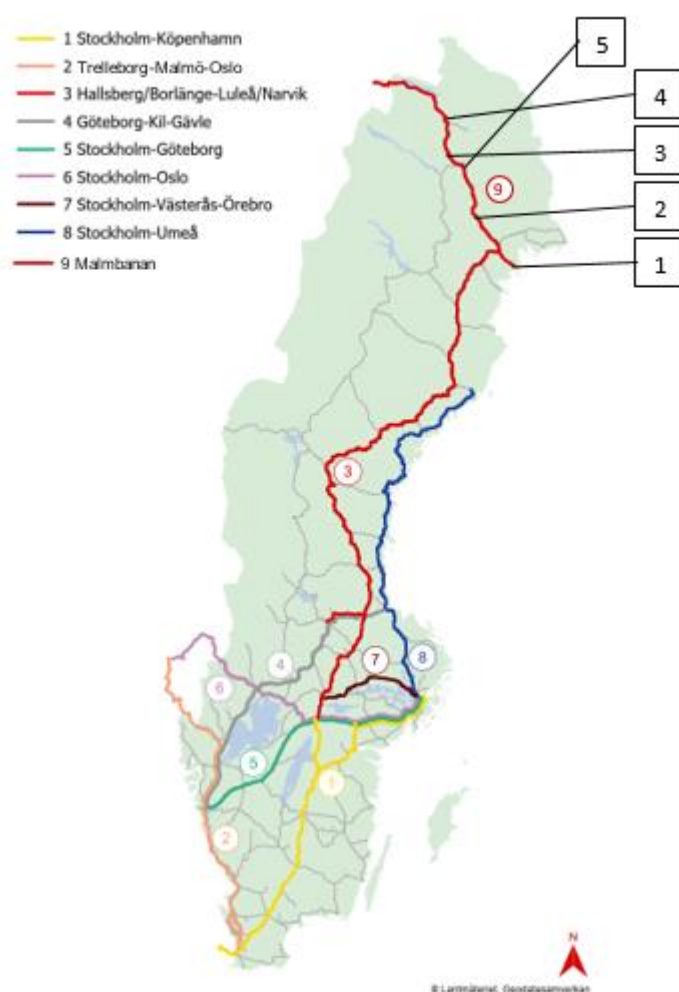 1 Stockholm-Köpenhamn
2 Trelleborg-Malmö-Oslo
3 Hallsberg/Borlänge-Luleå/Narvik
4 Göteborg-Kil-Gävle
5 Stockholm-Göteborg
6 Stockholm-Oslo
7 Stockholm-Västerås-Örebro
8 Stockholm-Umeå
9 Malmbanan
5
4
3
9
2
1
3
7
8
4
6
5
1
2
N
© Lantmäteriet, Geodatasamverkan